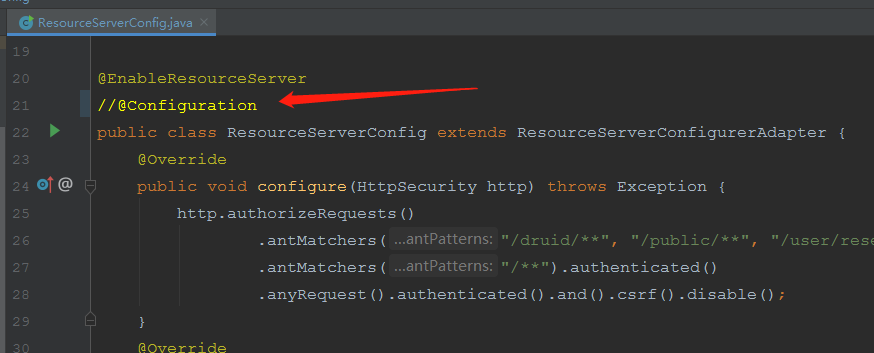 onfig
ResourceServerConfig.java ×
19
20 @EnableResourceServer
21 //@Configuration
22 public class ResourceServerConfig extends ResourceServerConfigurerAdapter {
23 @Override
24 @ public void configure(HttpSecurity http) throws Exception {
25 http.authorizeRequests()
26 .antMatchers( ...antPatterns: "/druid/**", "/public/**", "/user/rese
27 .antMatchers( ...antPatterns: "/**").authenticated()
28 .anyRequest().authenticated().and().csrf().disable();
29 }
30 @Override